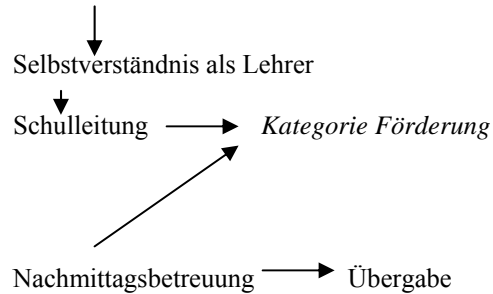 Selbstverständnis als Lehrer
Schulleitung Kategorie Förderung
Nachmittagsbetreuung Übergabe